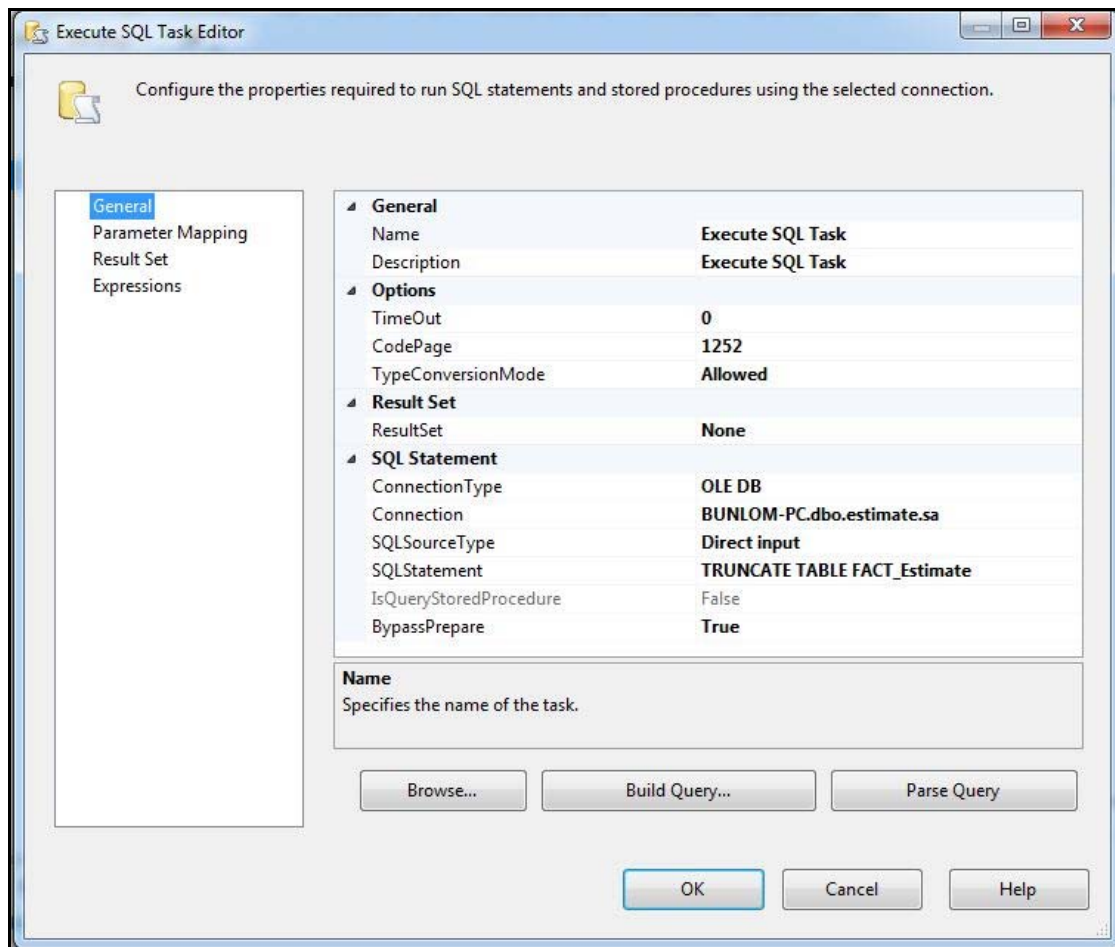 Execute SQL Task Editor
Configure the properties required to run SQL statements and stored procedures using the selected connection.
General
Parameter Mapping
Result Set
Expressions
General
Name Execute SQL Task
Description Execute SQL Task
Options
TimeOut 0
CodePage 1252
TypeConversionMode Allowed
Result Set
ResultSet None
SQL Statement
ConnectionType OLE DB
Connection BUNLOM-PC.dbo.estimate.sa
SQLSourceType Direct input
SQLStatement TRUNCATE TABLE FACT_Estimate
IsQueryStoredProcedure False
BypassPrepare True
Name
Specifies the name of the task.
Browse... Build Query... Parse Query
OK Cancel Help